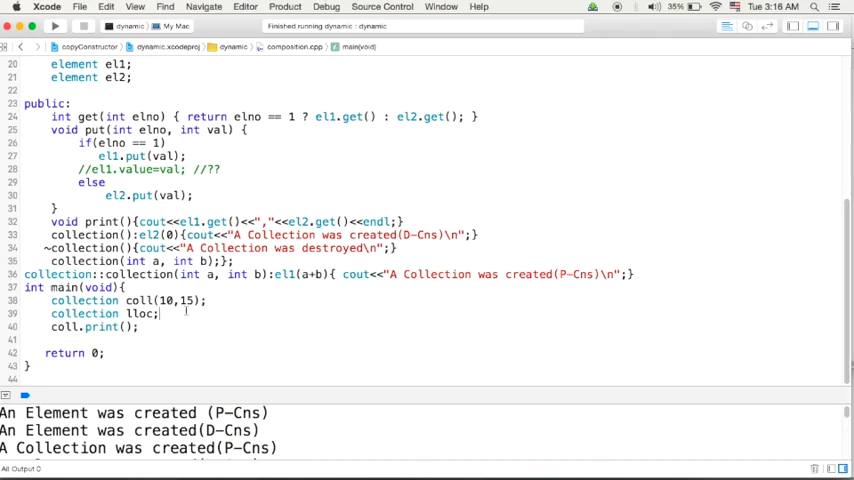 Xcode File Edit View Find Navigate Editor Product Debug Source Control Window Help 35% Tue 3:16 AM
dynamic My Mac Finished running dynamic : dynamic
copyConstructor dynamic.xcodeproj dynamic composition.cpp main(void)
20 element el1;
21 element el2;
22
23 public:
24 int get(int elno) { return elno == 1 ? el1.get() : el2.get(); }
25 void put(int elno, int val) {
26 if(elno == 1)
27 el1.put(val);
28 //el1.value=val; //??
29 else
30 el2.put(val);
31 }
32 void print(){cout<<el1.get()<<","<<el2.get()<<endl;}
33 collection():el2(0){cout<<"A Collection was created(D-Cns)\n";}
34 ~collection(){cout<<"A Collection was destroyed\n";}
35 collection(int a, int b);};
36 collection::collection(int a, int b):el1(a+b){ cout<<"A Collection was created(P-Cns)\n";}
37 int main(void){
38 collection coll(10,15);
39 collection lloc;
40 coll.print();
41
42 return 0;
43 }
44
An Element was created (P-Cns)
An Element was created(D-Cns)
A Collection was created(P-Cns)
All Output